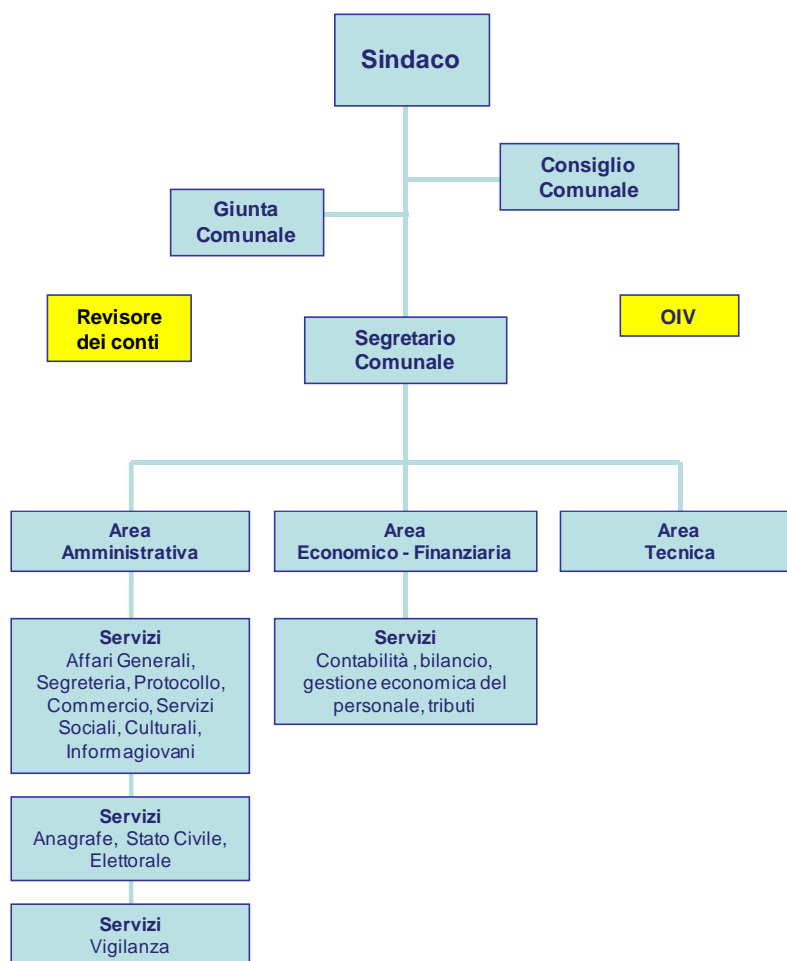 Sindaco
Consiglio
Comunale
Giunta
Comunale
Revisore
dei conti
OIV
Segretario
Comunale
Area
Amministrativa
Area
Economico - Finanziaria
Area
Tecnica
Servizi
Affari Generali,
Segreteria, Protocollo,
Commercio, Servizi
Sociali, Culturali,
Informagiovani
Servizi
Contabilità , bilancio,
gestione economica del
personale, tributi
Servizi
Anagrafe, Stato Civile,
Elettorale
Servizi
Vigilanza